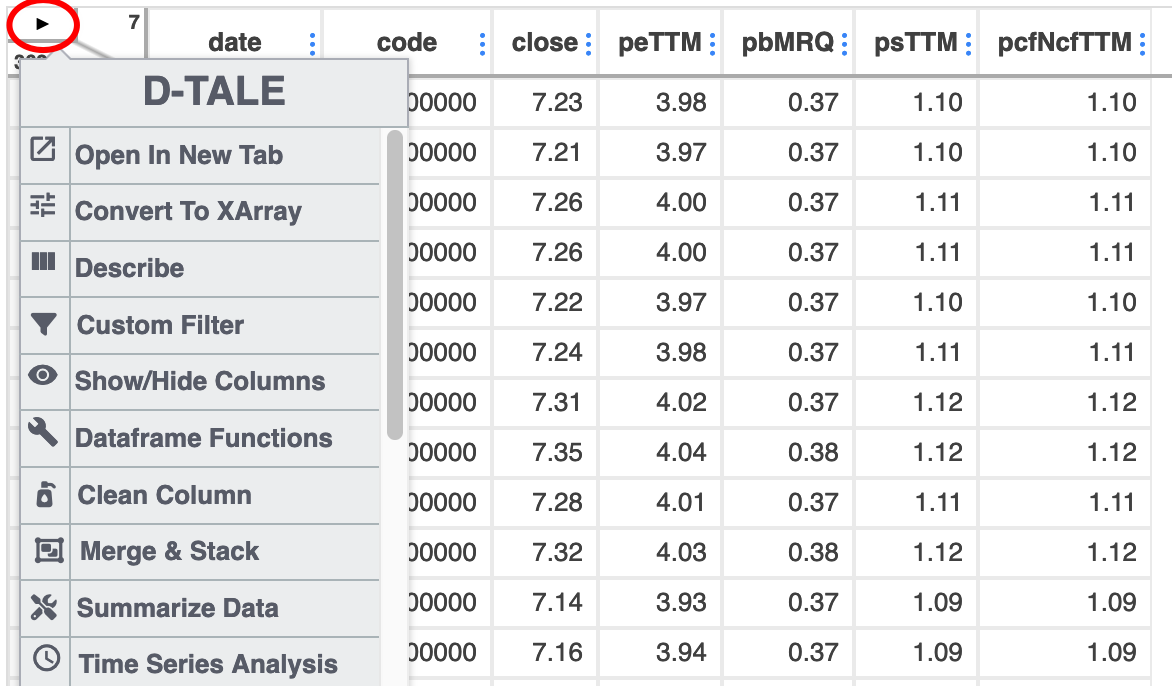 ▶ 7
date code close peTTM pbMRQ psTTM pcfNcfTTM
D-TALE
00000 7.23 3.98 0.37 1.10 1.10
Open In New Tab
00000 7.21 3.97 0.37 1.10 1.10
Convert To XArray
00000 7.26 4.00 0.37 1.11 1.11
Describe
00000 7.26 4.00 0.37 1.11 1.11
00000 7.22 3.97 0.37 1.10 1.10
Custom Filter
00000 7.24 3.98 0.37 1.11 1.11
Show/Hide Columns
00000 7.31 4.02 0.37 1.12 1.12
Dataframe Functions
00000 7.35 4.04 0.38 1.12 1.12
Clean Column
00000 7.28 4.01 0.37 1.11 1.11
Merge & Stack
00000 7.32 4.03 0.38 1.12 1.12
Summarize Data
00000 7.14 3.93 0.37 1.09 1.09
Time Series Analysis
00000 7.16 3.94 0.37 1.09 1.09